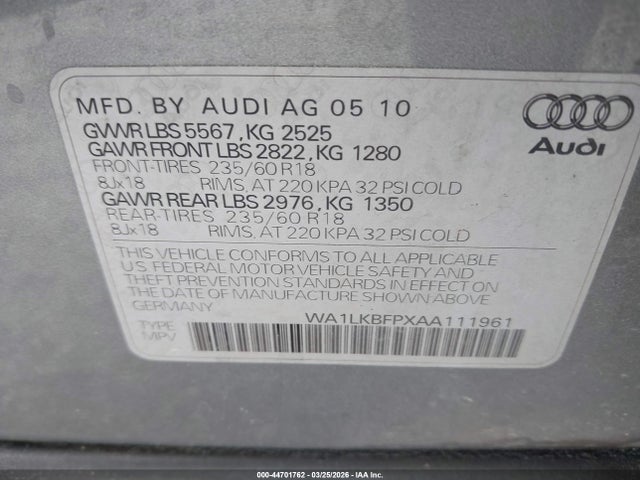 MFD. BY AUDI AG 05 10
GVWR LBS 5567, KG 2525
GAWR FRONT LBS 2822, KG 1280
FRONT-TIRES 235/60 R18
8Jx18 RIMS, AT 220 KPA 32 PSI COLD
GAWR REAR LBS 2976, KG 1350
REAR-TIRES 235/60 R18
8Jx18 RIMS, AT 220 KPA 32 PSI COLD
THIS VEHICLE CONFORMS TO ALL APPLICABLE
U.S. FEDERAL MOTOR VEHICLE SAFETY AND
THEFT PREVENTION STANDARDS IN EFFECT ON
THE DATE OF MANUFACTURE SHOWN ABOVE.
GERMANY
WA1LKBFPXAA111961
TYPE
MPV
Audi
000-44701762 | 03/25/2026 | IAA Inc.